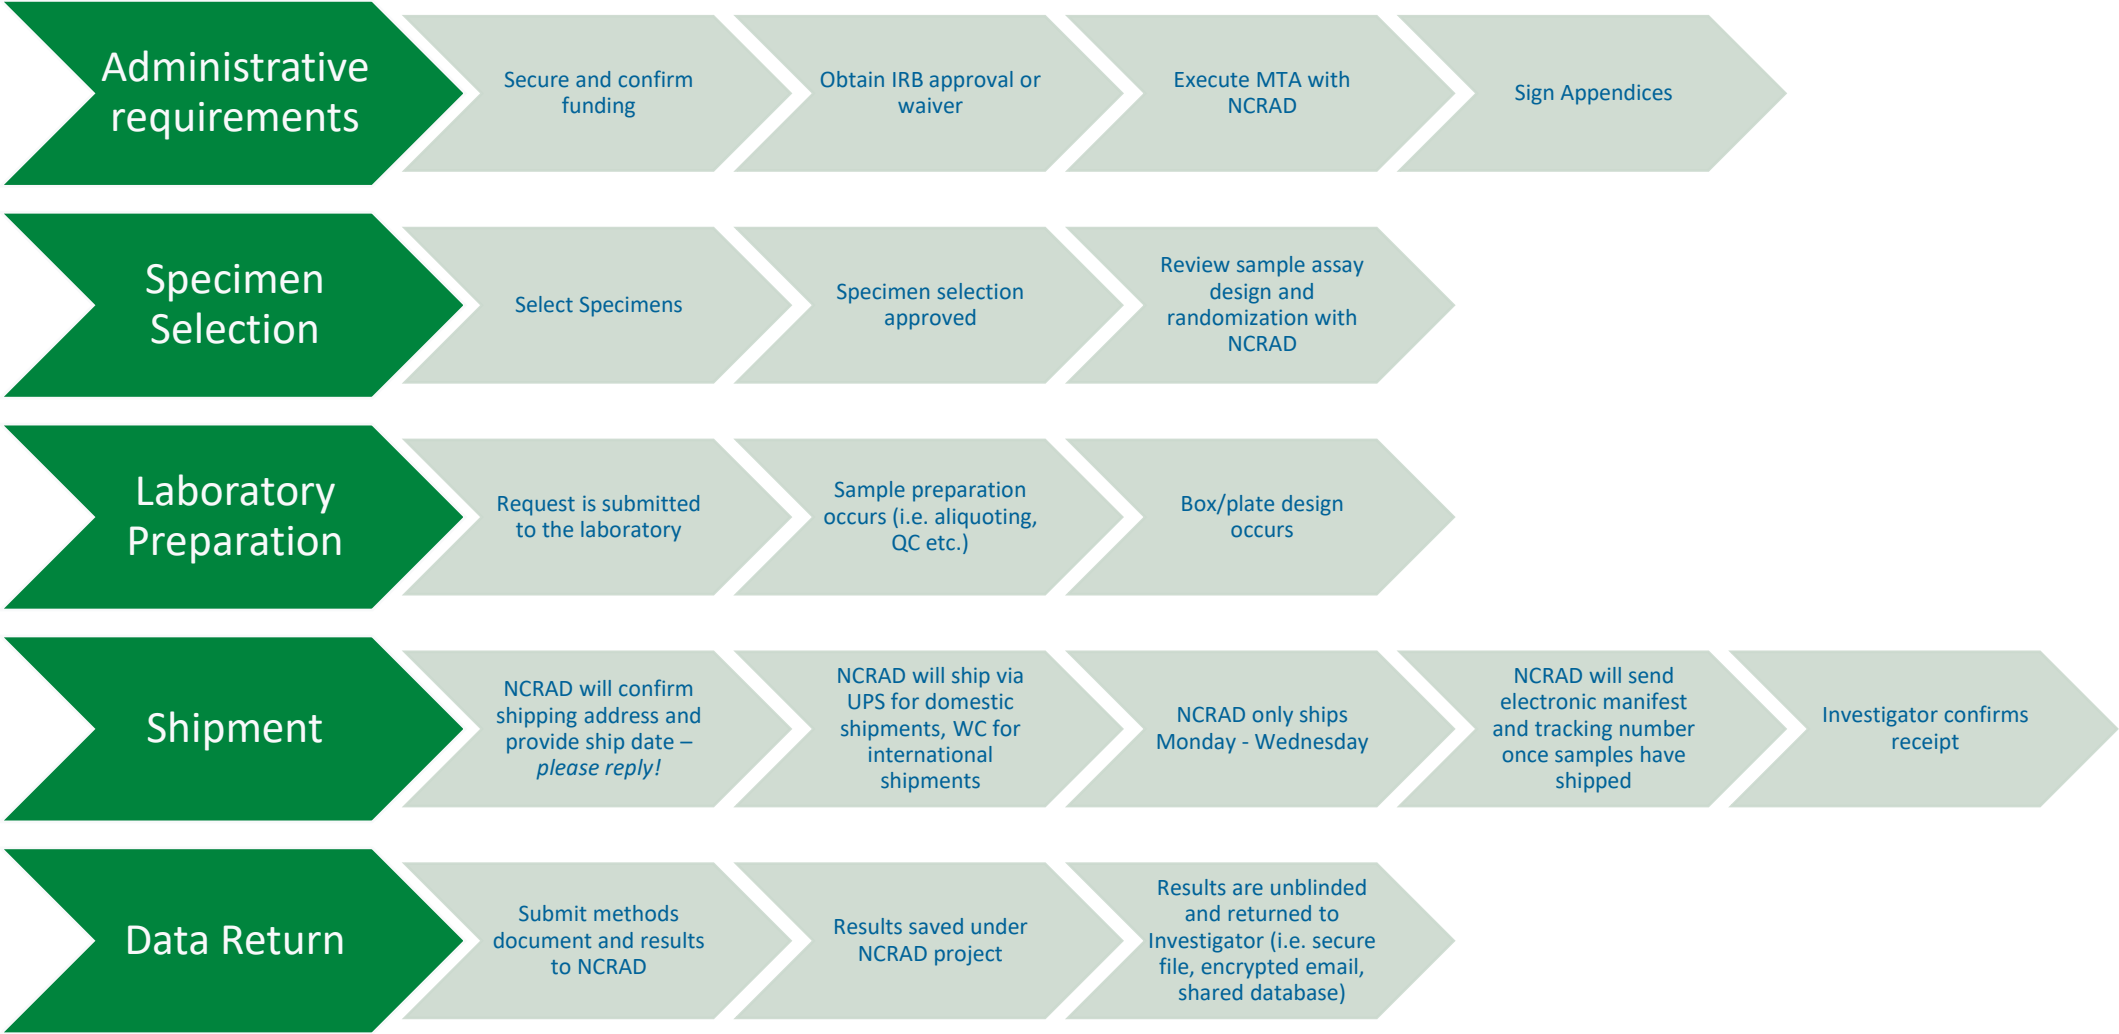 Administrative
requirements
Secure and confirm
funding
Obtain IRB approval or
waiver
Execute MTA with
NCRAD
Sign Appendices
Specimen
Selection
Select Specimens
Specimen selection
approved
Review sample assay
design and
randomization with
NCRAD
Laboratory
Preparation
Request is submitted
to the laboratory
Sample preparation
occurs (i.e. aliquoting,
QC etc.)
Box/plate design
occurs
Shipment
NCRAD will confirm
shipping address and
provide ship date –
please reply!
NCRAD will ship via
UPS for domestic
shipments, WC for
international
shipments
NCRAD only ships
Monday - Wednesday
NCRAD will send
electronic manifest
and tracking number
once samples have
shipped
Investigator confirms
receipt
Data Return
Submit methods
document and results
to NCRAD
Results saved under
NCRAD project
Results are unblinded
and returned to
Investigator (i.e. secure
file, encrypted email,
shared database)